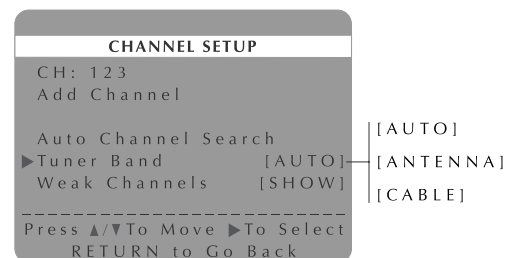 CHANNEL SETUP
CH: 123
Add Channel
Auto Channel Search
▶Tuner Band [AUTO]
Weak Channels [SHOW]
Press ▲/▼To Move ▶To Select
RETURN to Go Back
[AUTO]
[ANTENNA]
[CABLE]